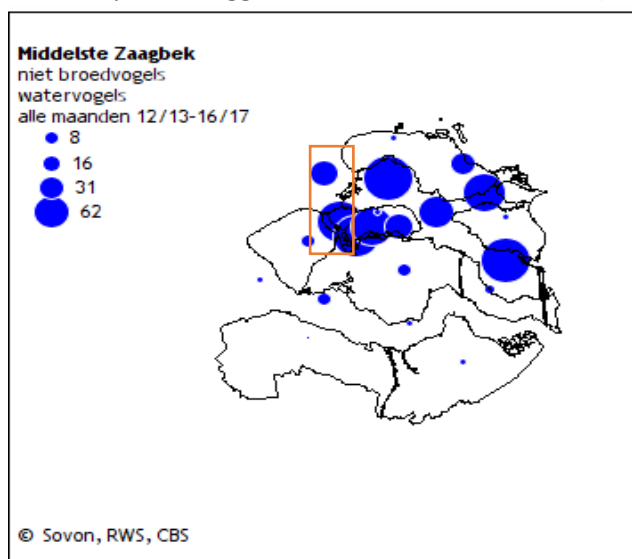 Middelste Zaagbek
niet broedvogels
watervogels
alle maanden 12/13-16/17
8
16
31
62
© Sovon, RWS, CBS